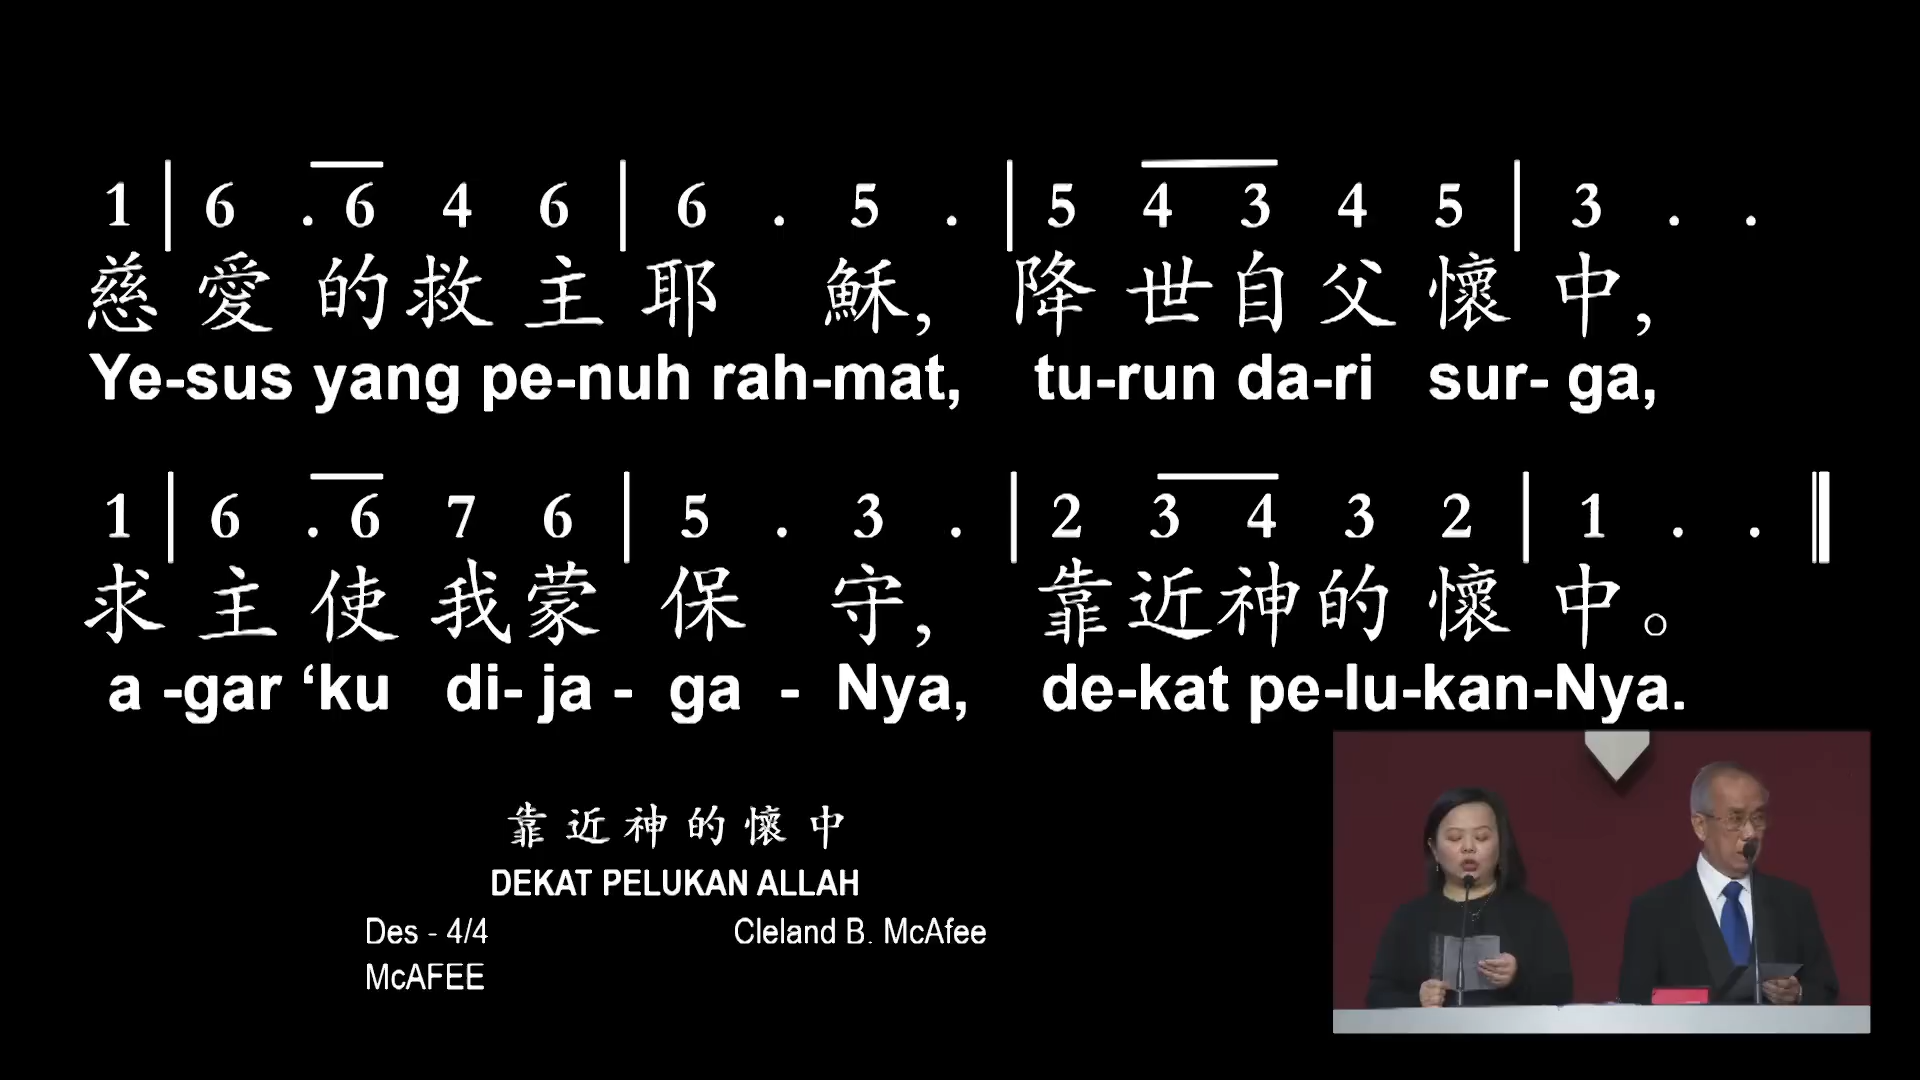 1 | 6 . 6 4 6 | 6 . 5 . | 5 4 3 4 5 | 3 . .
慈愛的救主耶穌, 降世自父懷中,
Ye-sus yang pe-nuh rah-mat, tu-run da-ri sur- ga,
1 | 6 . 6 7 6 | 5 . 3 . | 2 3 4 3 2 | 1 . . ‖
求主使我蒙保守, 靠近神的懷中。
a -gar ‘ku di- ja - ga - Nya, de-kat pe-lu-kan-Nya.
靠近神的懷中
DEKAT PELUKAN ALLAH
Des - 4/4 Cleland B. McAfee
McAFEE